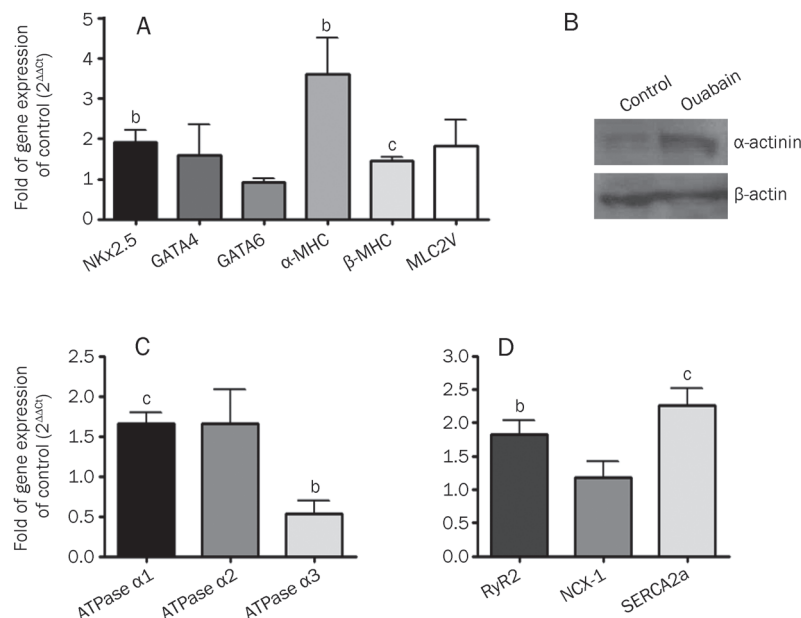 A
Fold of gene expression
of control (2ΔΔCt)
5
4
3
2
1
0
b
b
c
NKx2.5
GATA4
GATA6
α-MHC
β-MHC
MLC2V
B
Control
Ouabain
α-actinin
β-actin
C
Fold of gene expression
of control (2ΔΔCt)
2.5
2.0
1.5
1.0
0.5
0.0
c
b
ATPase α1
ATPase α2
ATPase α3
D
3.0
2.5
2.0
1.5
1.0
0.5
0.0
b
c
RyR2
NCX-1
SERCA2a